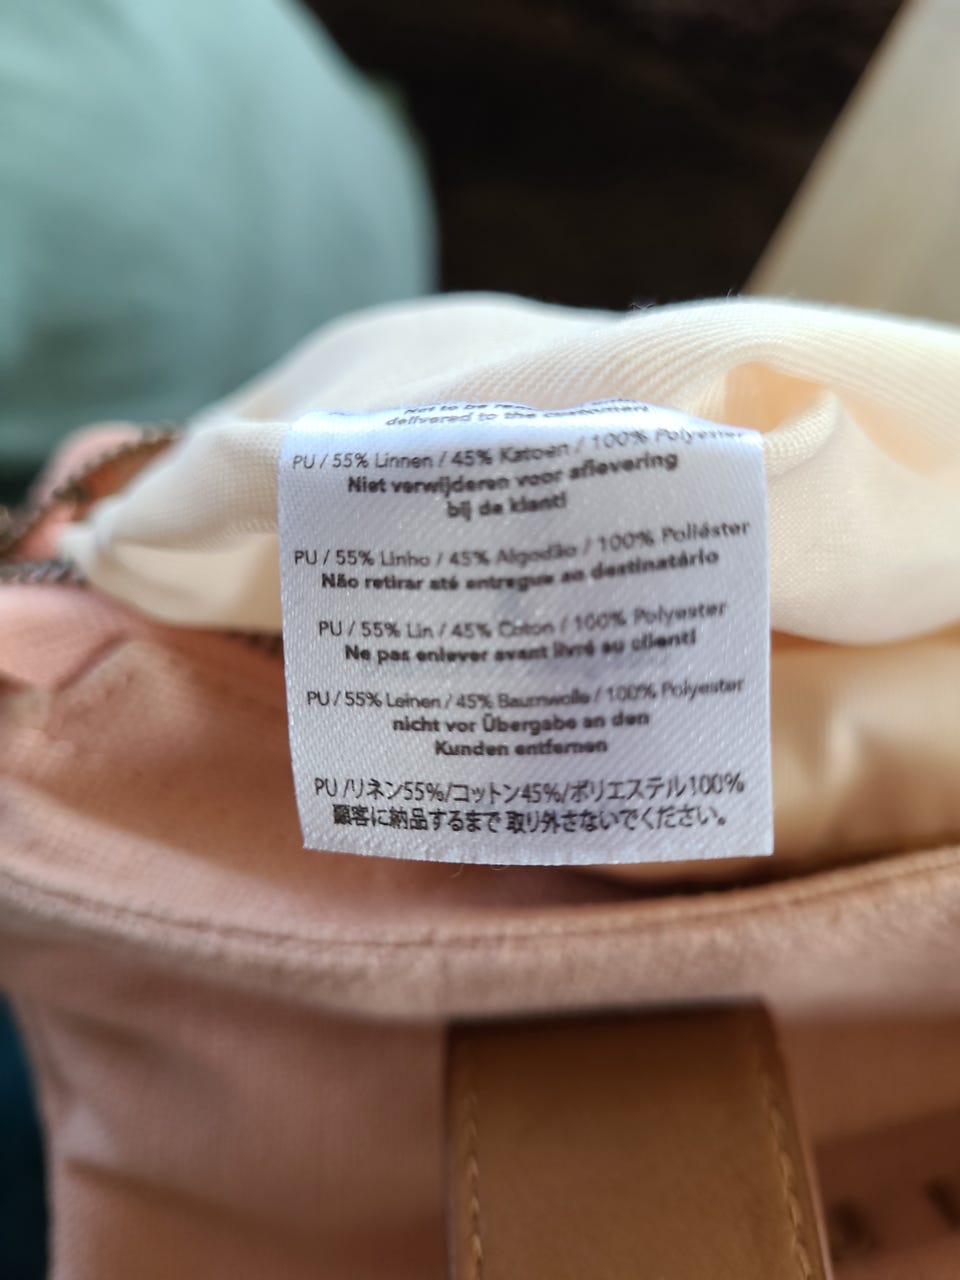 Not to be
delivered to the customer!
PU / 55% Linnen / 45% Katoen / 100% Polyester
Niet verwijderen voor aflevering
bij de klant!
PU / 55% Linho / 45% Algodão / 100% Poliéster
Não retirar até entregue ao destinatário
PU / 55% Lin / 45% Coton / 100% Polyester
Ne pas enlever avant livré au client!
PU / 55% Leinen / 45% Baumwolle / 100% Polyester
nicht vor Übergabe an den
Kunden entfernen
PU /リネン55%/コットン45%/ポリエステル100%
顧客に納品するまで 取り外さないでください。